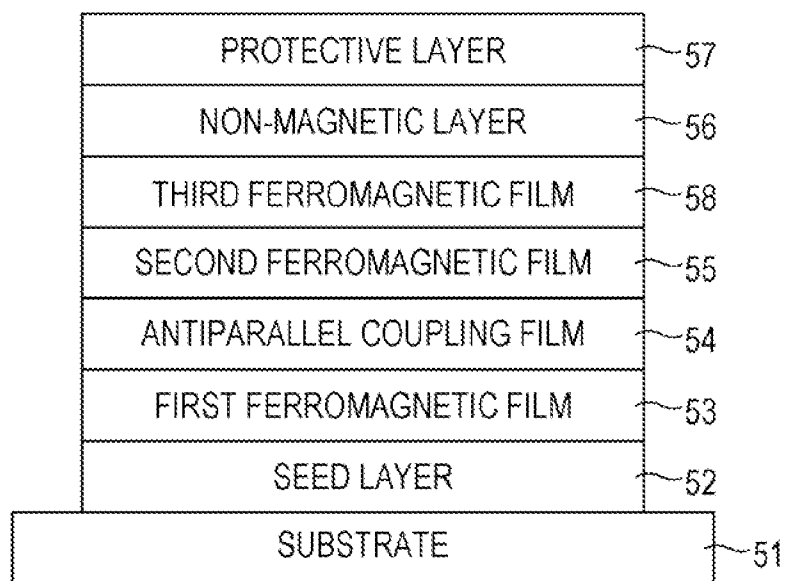 PROTECTIVE LAYER 57
NON-MAGNETIC LAYER 56
THIRD FERROMAGNETIC FILM 58
SECOND FERROMAGNETIC FILM 55
ANTIPARALLEL COUPLING FILM 54
FIRST FERROMAGNETIC FILM 53
SEED LAYER 52
SUBSTRATE 51